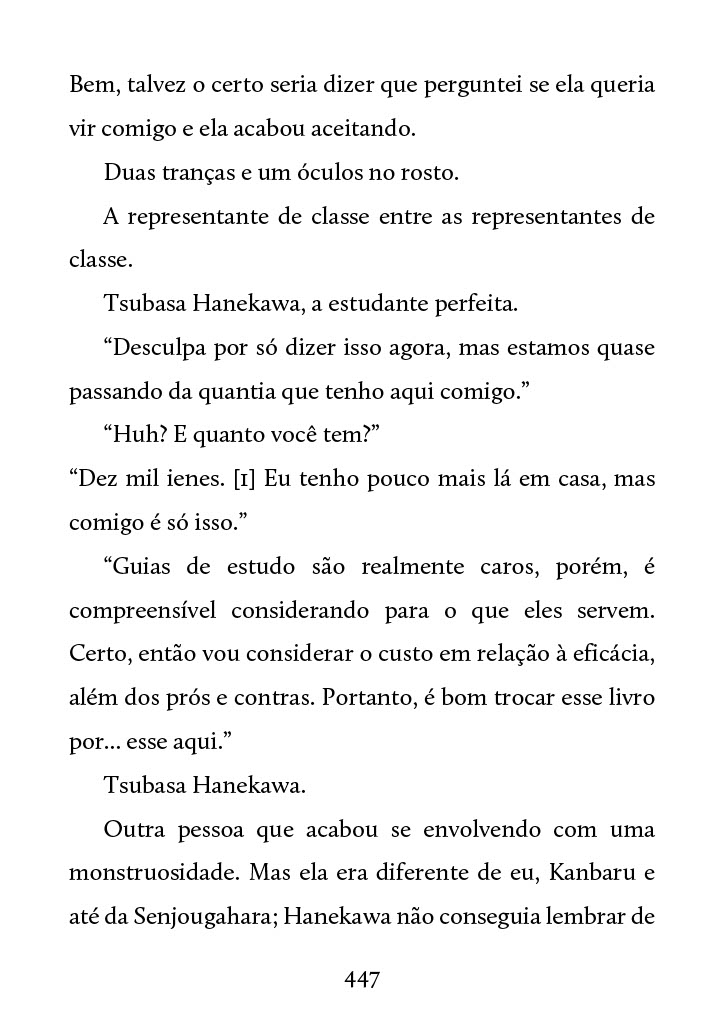 Bem, talvez o certo seria dizer que perguntei se ela queria
vir comigo e ela acabou aceitando.
Duas tranças e um óculos no rosto.
A representante de classe entre as representantes de
classe.
Tsubasa Hanekawa, a estudante perfeita.
“Desculpa por só dizer isso agora, mas estamos quase
passando da quantia que tenho aqui comigo.”
“Huh? E quanto você tem?”
“Dez mil ienes. [1] Eu tenho pouco mais lá em casa, mas
comigo é só isso.”
“Guias de estudo são realmente caros, porém, é
compreensível considerando para o que eles servem.
Certo, então vou considerar o custo em relação à eficácia,
além dos prós e contras. Portanto, é bom trocar esse livro
por... esse aqui.”
Tsubasa Hanekawa.
Outra pessoa que acabou se envolvendo com uma
monstruosidade. Mas ela era diferente de eu, Kanbaru e
até da Senjougahara; Hanekawa não conseguia lembrar de
447